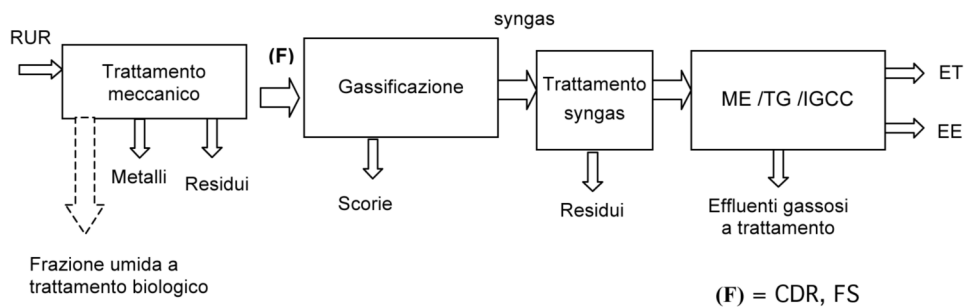 syngas
RUR
(F)
Trattamento
meccanico
Gassificazione
Trattamento
syngas
ME /TG /IGCC
ET
EE
Metalli
Residui
Scorie
Residui
Effluenti gassosi
a trattamento
Frazione umida a
trattamento biologico
(F) = CDR, FS